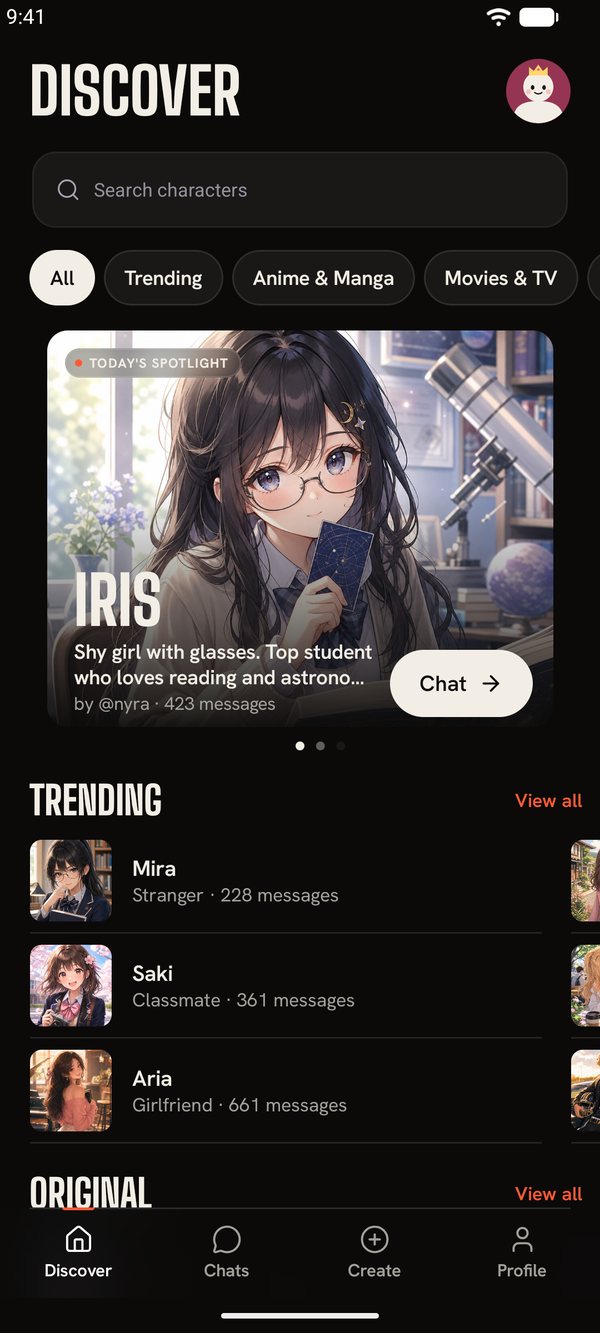 9:41
DISCOVER
Search characters
All
Trending
Anime & Manga
Movies & TV
TODAY'S SPOTLIGHT
IRIS
Shy girl with glasses. Top student
who loves reading and astrono...
by @nyra · 423 messages
Chat
TRENDING
View all
Mira
Stranger · 228 messages
Saki
Classmate · 361 messages
Aria
Girlfriend · 661 messages
ORIGINAL
View all
Discover
Chats
Create
Profile